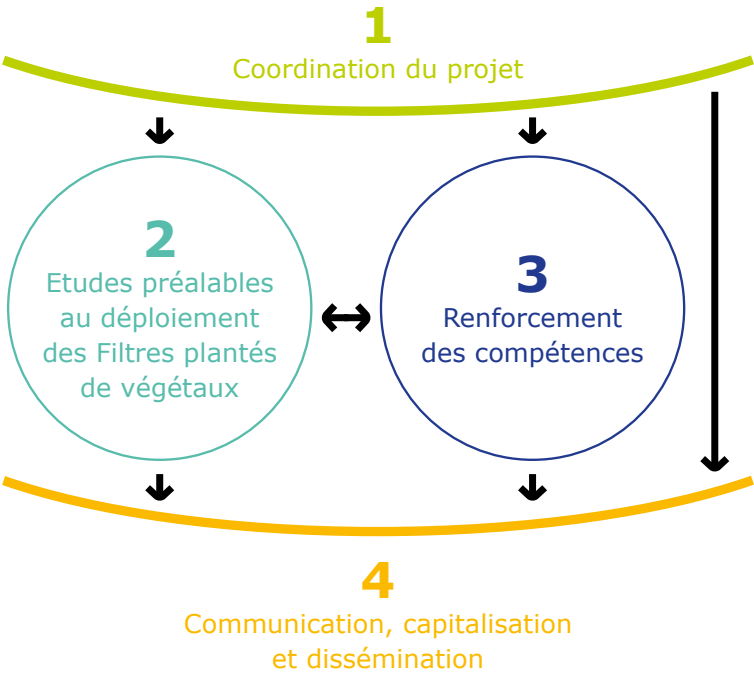 1
Coordination du projet
2
Etudes préalables
au déploiement
des Filtres plantés
de végétaux
3
Renforcement
des compétences
4
Communication, capitalisation
et dissémination